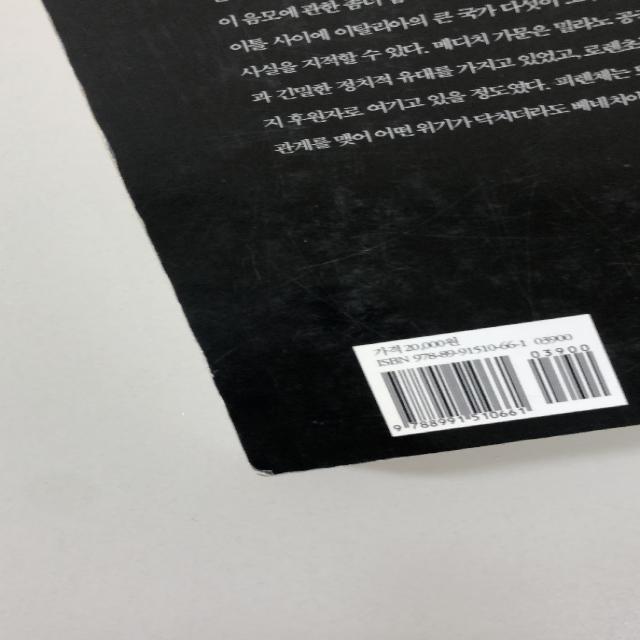 이 음모에 관한
이들 사이에 이탈리아의 큰 국가 다섯이
사실을 지적할 수 있다. 메디치 가문은 밀라노 공
과 긴밀한 정치적 유대를 가지고 있었고, 로렌초
지 후원자로 여기고 있을 정도였다. 피렌체는
관계를 맺어 어떤 위기가 닥치더라도 베네치아
가격 20,000원
ISBN 978-89-91510-66-1 03900
03900
9 788991 510661